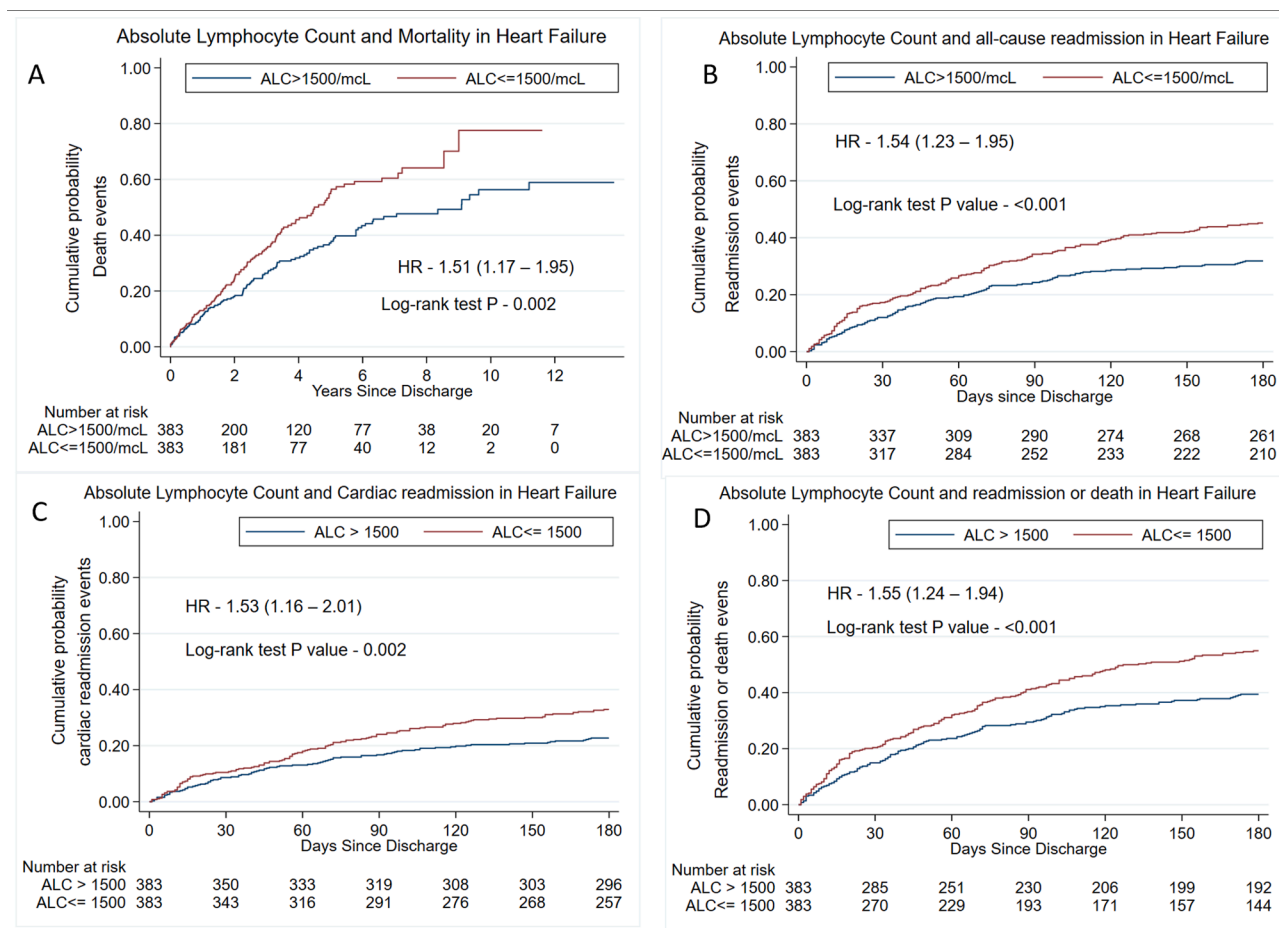 Absolute Lymphocyte Count and Mortality in Heart Failure
A
ALC>1500/mcL ALC<=1500/mcL
1.00
0.80
0.60
0.40
0.20
0.00
Cumulative probability
Death events
HR - 1.51 (1.17 – 1.95)
Log-rank test P - 0.002
0 2 4 6 8 10 12
Years Since Discharge
Number at risk
ALC>1500/mcL 383 200 120 77 38 20 7
ALC<=1500/mcL 383 181 77 40 12 2 0
Absolute Lymphocyte Count and all-cause readmission in Heart Failure
B
ALC>1500/mcL ALC<=1500/mcL
1.00
0.80
0.60
0.40
0.20
0.00
Cumulative probability
Readmission events
HR - 1.54 (1.23 – 1.95)
Log-rank test P value - <0.001
0 30 60 90 120 150 180
Days since Discharge
Number at risk
ALC>1500/mcL 383 337 309 290 274 268 261
ALC<=1500/mcL 383 317 284 252 233 222 210
Absolute Lymphocyte Count and Cardiac readmission in Heart Failure
C
ALC > 1500 ALC<= 1500
1.00
0.80
0.60
0.40
0.20
0.00
Cumulative probability
cardiac readmission events
HR - 1.53 (1.16 – 2.01)
Log-rank test P value - 0.002
0 30 60 90 120 150 180
Days Since Discharge
Number at risk
ALC > 1500 383 350 333 319 308 303 296
ALC<= 1500 383 343 316 291 276 268 257
Absolute Lymphocyte Count and readmission or death in Heart Failure
D
ALC > 1500 ALC<= 1500
1.00
0.80
0.60
0.40
0.20
0.00
Cumulative probability
Readmission or death evens
HR - 1.55 (1.24 – 1.94)
Log-rank test P value - <0.001
0 30 60 90 120 150 180
Days Since Discharge
Number at risk
ALC > 1500 383 285 251 230 206 199 192
ALC<= 1500 383 270 229 193 171 157 144